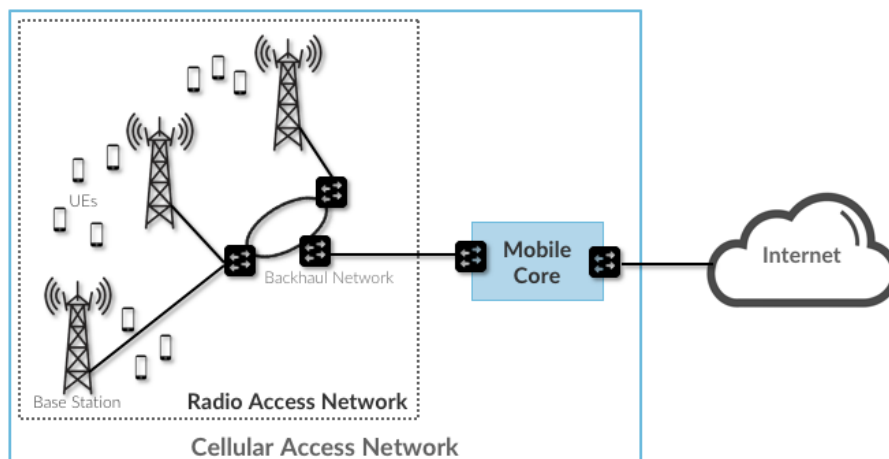 UEs
Backhaul Network
Base Station
Radio Access Network
Cellular Access Network
Mobile
Core
Internet